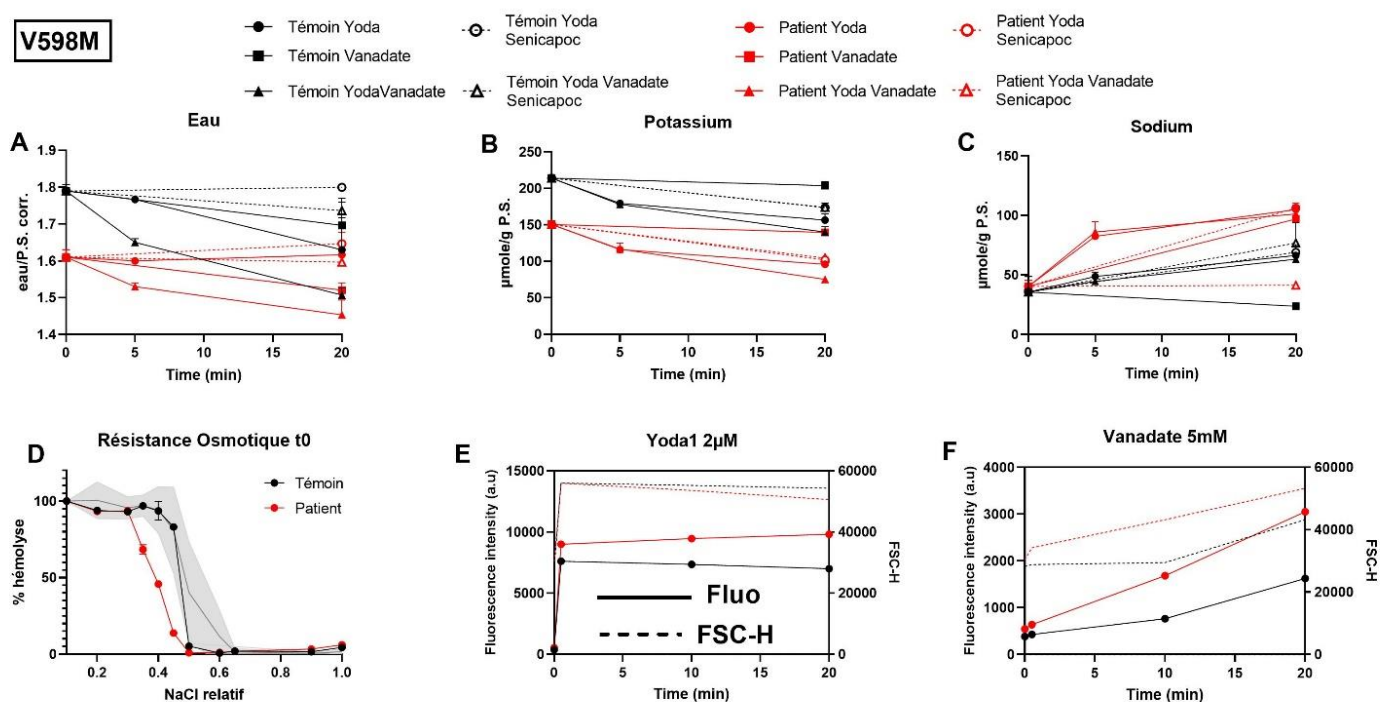 V598M
Témoin Yoda
Témoin Vanadate
Témoin YodaVanadate
Témoin Yoda
Senicapoc
Témoin Yoda Vanadate
Senicapoc
Patient Yoda
Patient Vanadate
Patient Yoda Vanadate
Patient Yoda
Senicapoc
Patient Yoda Vanadate
Senicapoc
A
Eau
eau/P.S. corr.
1.9
1.8
1.7
1.6
1.5
1.4
0 5 10 15 20
Time (min)
B
Potassium
µmole/g P.S.
250
200
150
100
50
0
0 5 10 15 20
Time (min)
C
Sodium
µmole/g P.S.
150
100
50
0
0 5 10 15 20
Time (min)
D
Résistance Osmotique t0
% hémolyse
100
50
0
0.2 0.4 0.6 0.8 1.0
NaCl relatif
Témoin
Patient
E
Yoda1 2µM
Fluorescence intensity (a.u)
15000
12500
10000
7500
5000
2500
0
60000
40000
20000
0
FSC-H
Fluo
FSC-H
0 10 20
Time (min)
F
Vanadate 5mM
Fluorescence intensity (a.u)
4000
3000
2000
1000
0
60000
40000
20000
0
FSC-H
0 10 20
Time (min)